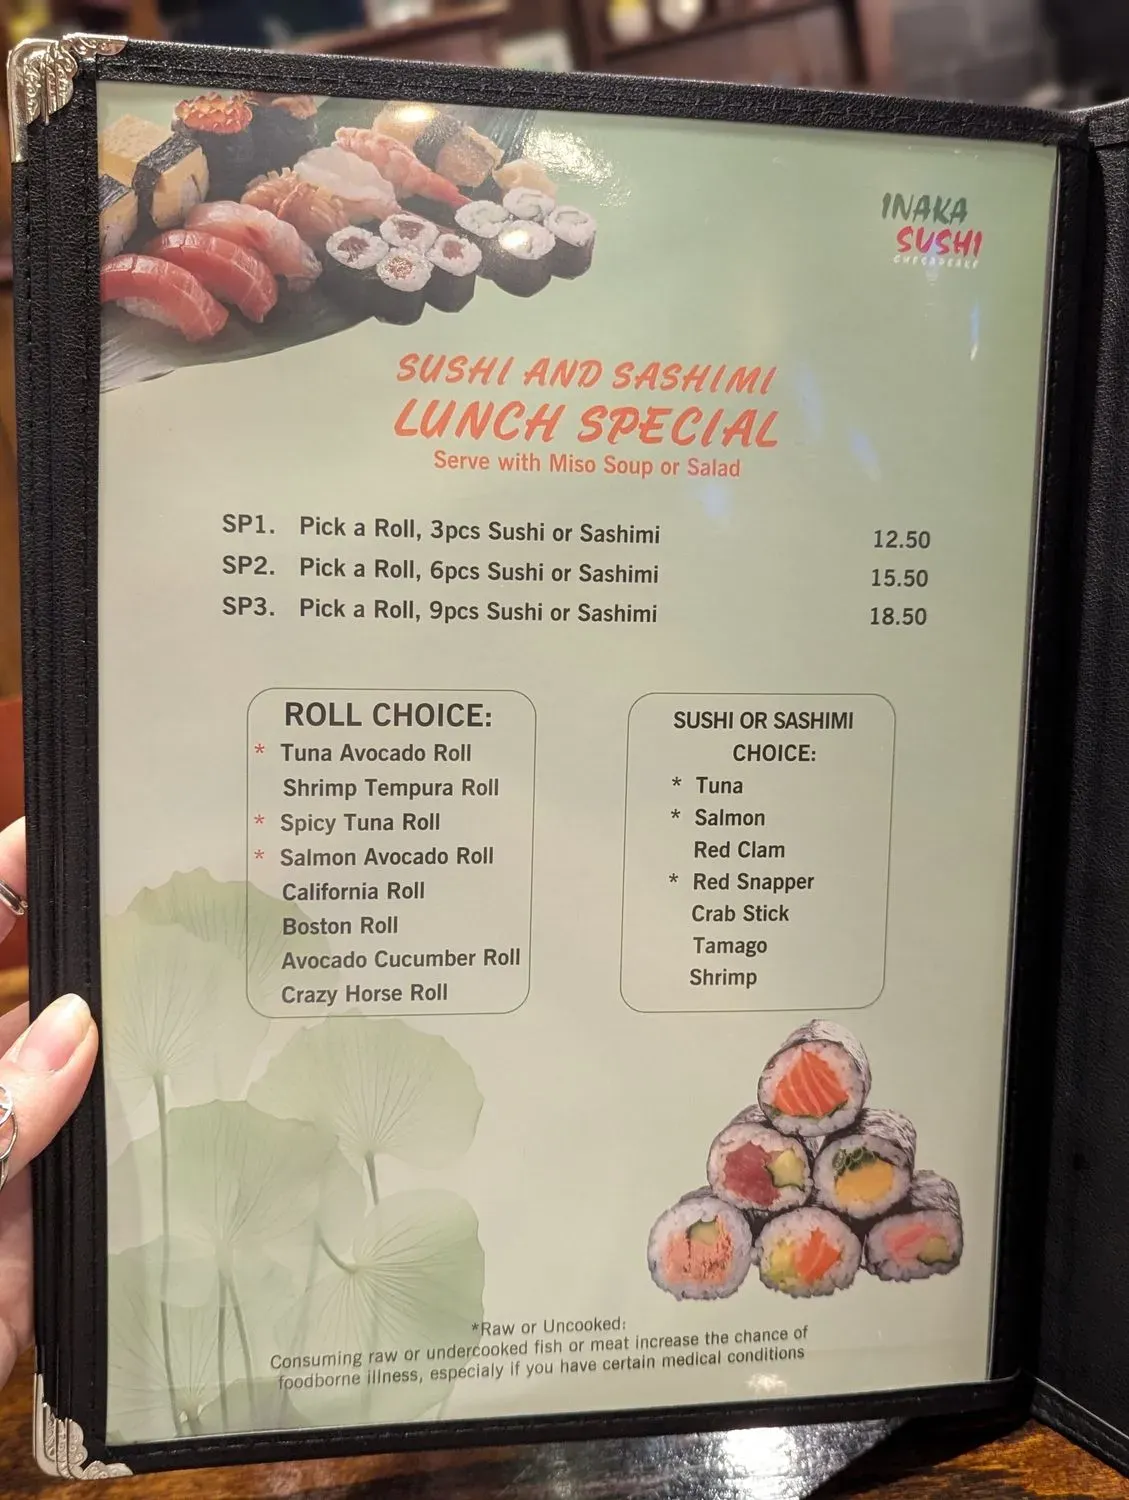 INAKA
SUSHI
CHESAPEAKE
SUSHI AND SASHIMI
LUNCH SPECIAL
Serve with Miso Soup or Salad
SP1. Pick a Roll, 3pcs Sushi or Sashimi 12.50
SP2. Pick a Roll, 6pcs Sushi or Sashimi 15.50
SP3. Pick a Roll, 9pcs Sushi or Sashimi 18.50
ROLL CHOICE:
* Tuna Avocado Roll
Shrimp Tempura Roll
* Spicy Tuna Roll
* Salmon Avocado Roll
California Roll
Boston Roll
Avocado Cucumber Roll
Crazy Horse Roll
SUSHI OR SASHIMI
CHOICE:
* Tuna
* Salmon
Red Clam
* Red Snapper
Crab Stick
Tamago
Shrimp
*Raw or Uncooked:
Consuming raw or undercooked fish or meat increase the chance of
foodborne illness, especialy if you have certain medical conditions